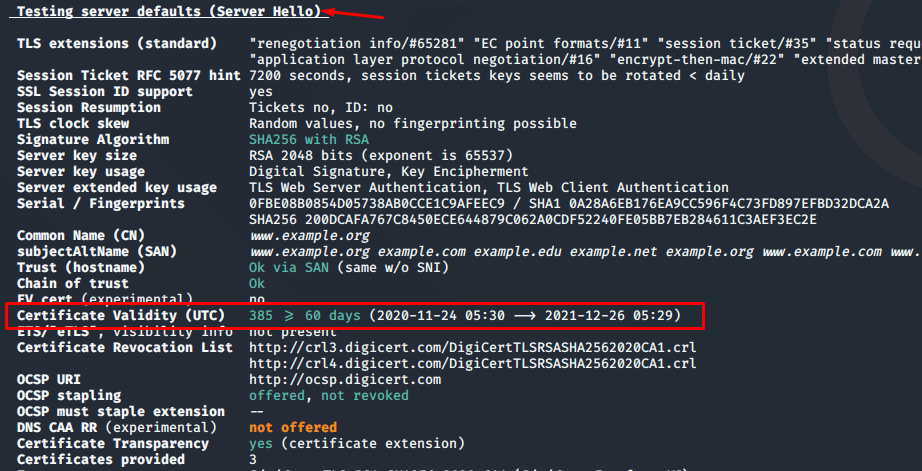 Testing server defaults (Server Hello)
TLS extensions (standard) "renegotiation info/#65281" "EC point formats/#11" "session ticket/#35" "status requ
"application layer protocol negotiation/#16" "encrypt-then-mac/#22" "extended master
Session Ticket RFC 5077 hint 7200 seconds, session tickets keys seems to be rotated < daily
SSL Session ID support yes
Session Resumption Tickets no, ID: no
TLS clock skew Random values, no fingerprinting possible
Signature Algorithm SHA256 with RSA
Server key size RSA 2048 bits (exponent is 65537)
Server key usage Digital Signature, Key Encipherment
Server extended key usage TLS Web Server Authentication, TLS Web Client Authentication
Serial / Fingerprints 0FBE08B0854D05738AB0CCE1C9AFEEC9 / SHA1 0A28A6EB176EA9CC596F4C73FD897EFBD32DCA2A
SHA256 200DCAFA767C8450ECE644879C062A0CDF52240FE05BB7EB284611C3AEF3EC2E
Common Name (CN) www.example.org
subjectAltName (SAN) www.example.org example.com example.edu example.net example.org www.example.com www.
Trust (hostname) Ok via SAN (same w/o SNI)
Chain of trust Ok
EV cert (experimental) no
Certificate Validity (UTC) 385 >= 60 days (2020-11-24 05:30 --> 2021-12-26 05:29)
ETS/"eTLS", visibility info not present
Certificate Revocation List http://crl3.digicert.com/DigiCertTLSRSASHA2562020CA1.crl
http://crl4.digicert.com/DigiCertTLSRSASHA2562020CA1.crl
OCSP URI http://ocsp.digicert.com
OCSP stapling offered, not revoked
OCSP must staple extension --
DNS CAA RR (experimental) not offered
Certificate Transparency yes (certificate extension)
Certificates provided 3